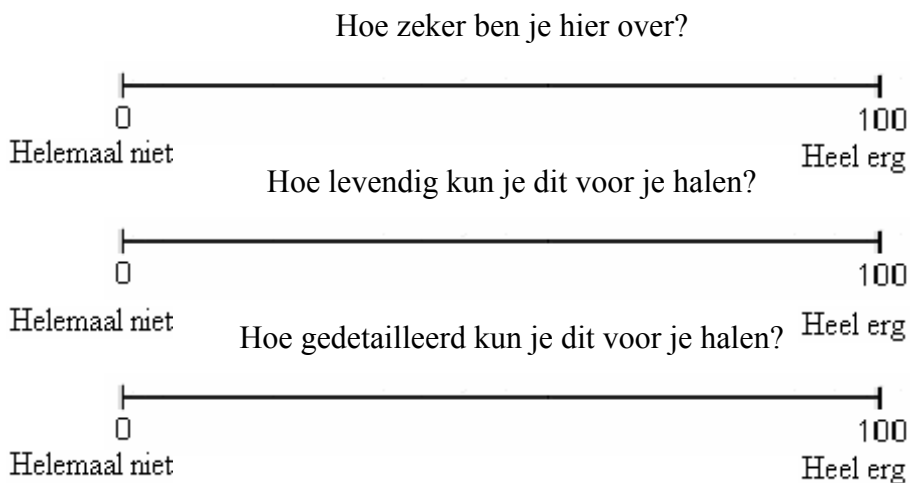 Hoe zeker ben je hier over?
0 100
Helemaal niet Heel erg
Hoe levendig kun je dit voor je halen?
0 100
Helemaal niet Heel erg
Hoe gedetailleerd kun je dit voor je halen?
0 100
Helemaal niet Heel erg